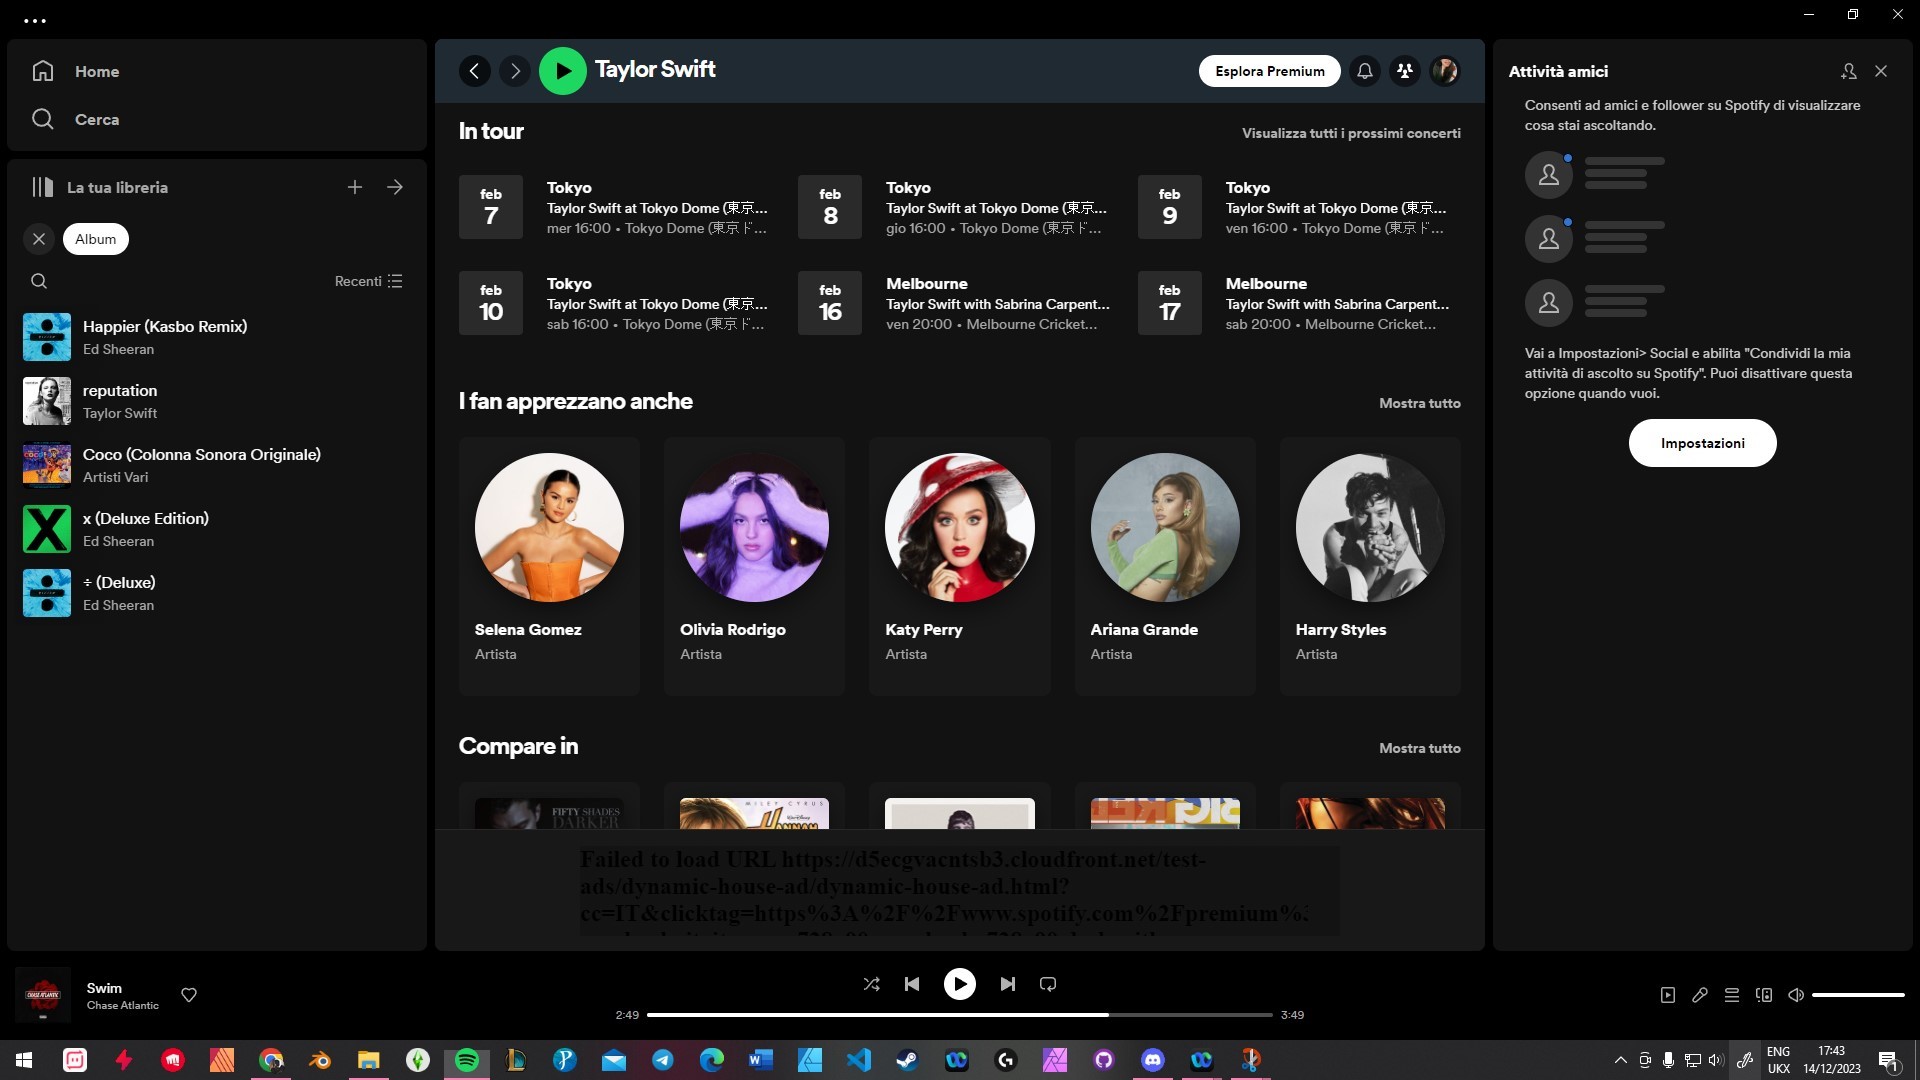 Home
Cerca
La tua libreria
Album
Recenti
Happier (Kasbo Remix)
Ed Sheeran
reputation
Taylor Swift
Coco (Colonna Sonora Originale)
Artisti Vari
x (Deluxe Edition)
Ed Sheeran
÷ (Deluxe)
Ed Sheeran
Taylor Swift
Esplora Premium
In tour
Visualizza tutti i prossimi concerti
feb
7
Tokyo
Taylor Swift at Tokyo Dome (東京...
mer 16:00 • Tokyo Dome (東京ド...
feb
8
Tokyo
Taylor Swift at Tokyo Dome (東京...
gio 16:00 • Tokyo Dome (東京ド...
feb
9
Tokyo
Taylor Swift at Tokyo Dome (東京...
ven 16:00 • Tokyo Dome (東京ド...
feb
10
Tokyo
Taylor Swift at Tokyo Dome (東京...
sab 16:00 • Tokyo Dome (東京ド...
feb
16
Melbourne
Taylor Swift with Sabrina Carpent...
ven 20:00 • Melbourne Cricket...
feb
17
Melbourne
Taylor Swift with Sabrina Carpent...
sab 20:00 • Melbourne Cricket...
I fan apprezzano anche
Mostra tutto
Selena Gomez
Artista
Olivia Rodrigo
Artista
Katy Perry
Artista
Ariana Grande
Artista
Harry Styles
Artista
Compare in
Mostra tutto
FIFTY SHADES
DARKER
MILEY CYRUS
HANNAH
Failed to load URL https://d5ecgvacntsb3.cloudfront.net/test-
ads/dynamic-house-ad/dynamic-house-ad.html?
cc=IT&clicktag=https%3A%2F%2Fwww.spotify.com%2Fpremium%
Attività amici
Consenti ad amici e follower su Spotify di visualizzare
cosa stai ascoltando.
Vai a Impostazioni> Social e abilita "Condividi la mia
attività di ascolto su Spotify". Puoi disattivare questa
opzione quando vuoi.
Impostazioni
Swim
Chase Atlantic
2:49
3:49
ENG
UKX
17:43
14/12/2023
1